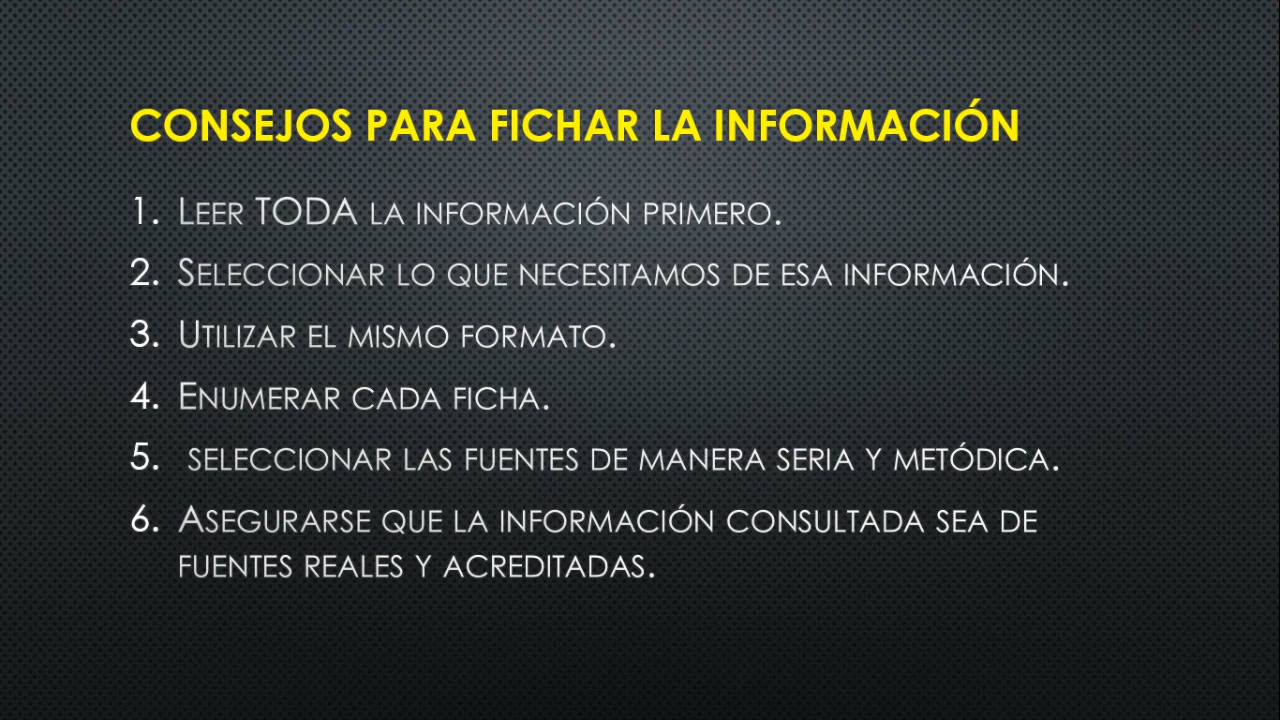 CONSEJOS PARA FICHAR LA INFORMACIÓN
1. Leer TODA la información primero.
2. Seleccionar lo que necesitamos de esa información.
3. Utilizar el mismo formato.
4. Enumerar cada ficha.
5. seleccionar las fuentes de manera seria y metódica.
6. Asegurarse que la información consultada sea de
fuentes reales y acreditadas.